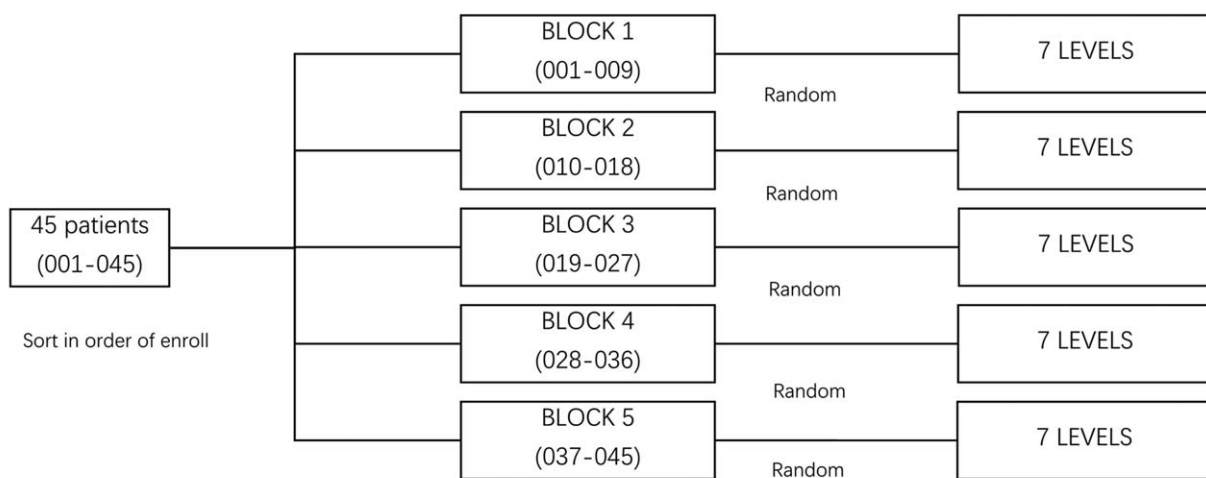 BLOCK 1
(001-009)
7 LEVELS
Random
BLOCK 2
(010-018)
7 LEVELS
Random
45 patients
(001-045)
BLOCK 3
(019-027)
7 LEVELS
Random
Sort in order of enroll
BLOCK 4
(028-036)
7 LEVELS
Random
BLOCK 5
(037-045)
7 LEVELS
Random